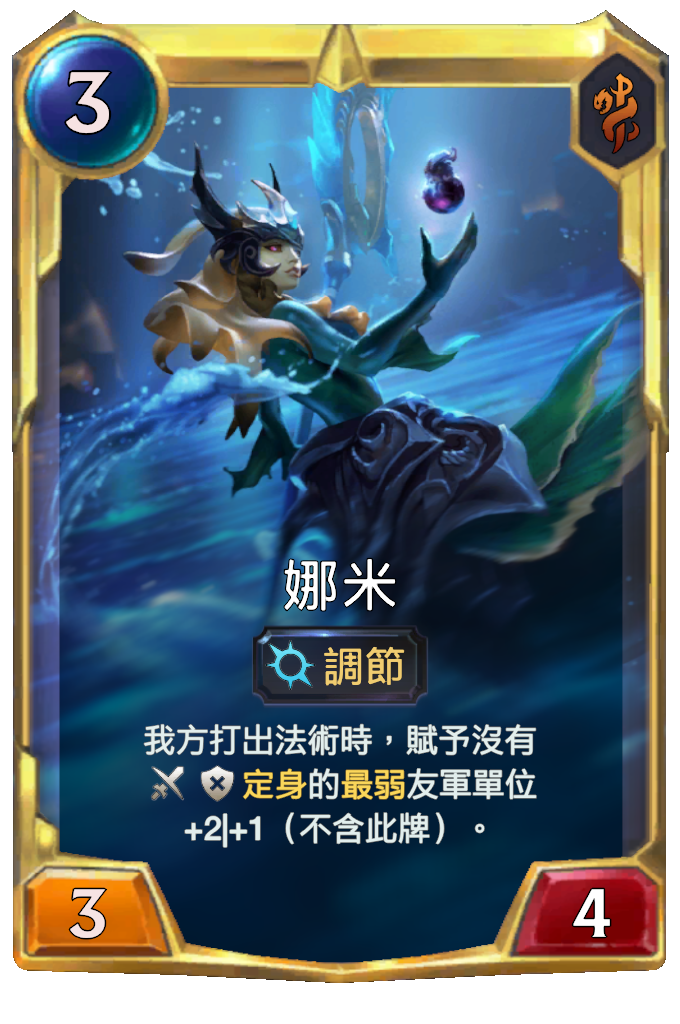 3
娜米
調節
我方打出法術時，賦予沒有
定身的最弱友軍單位
+2|+1（不含此牌）。
3
4